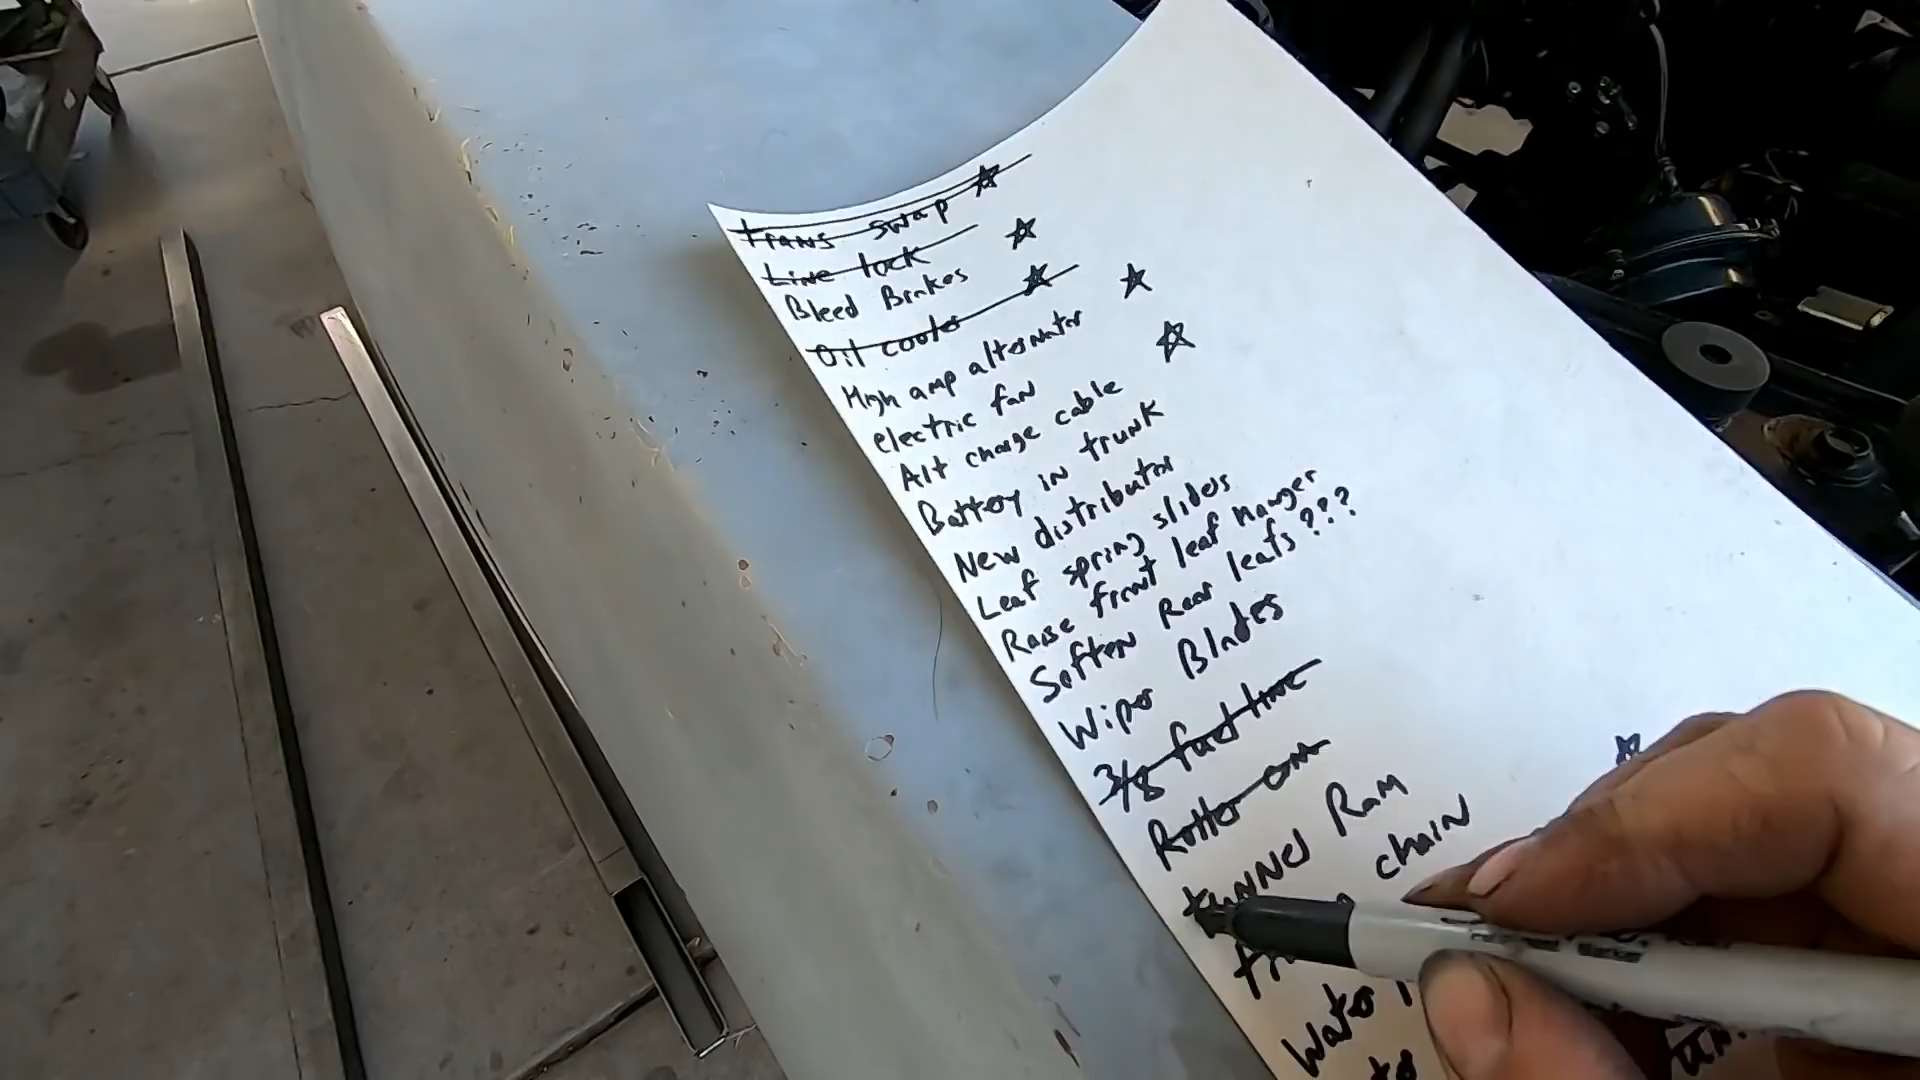 trans swap
Line lock
Bleed Brakes
Oil cooler
High amp alternator
electric fan
Alt charge cable
Battery in trunk
New distributor
Leaf spring sliders
Raise front leaf Hanger
Soften Rear leafs ???
Wiper Blades
3/8 fuel line
Roller cam
tunnel Ram
chain
Water